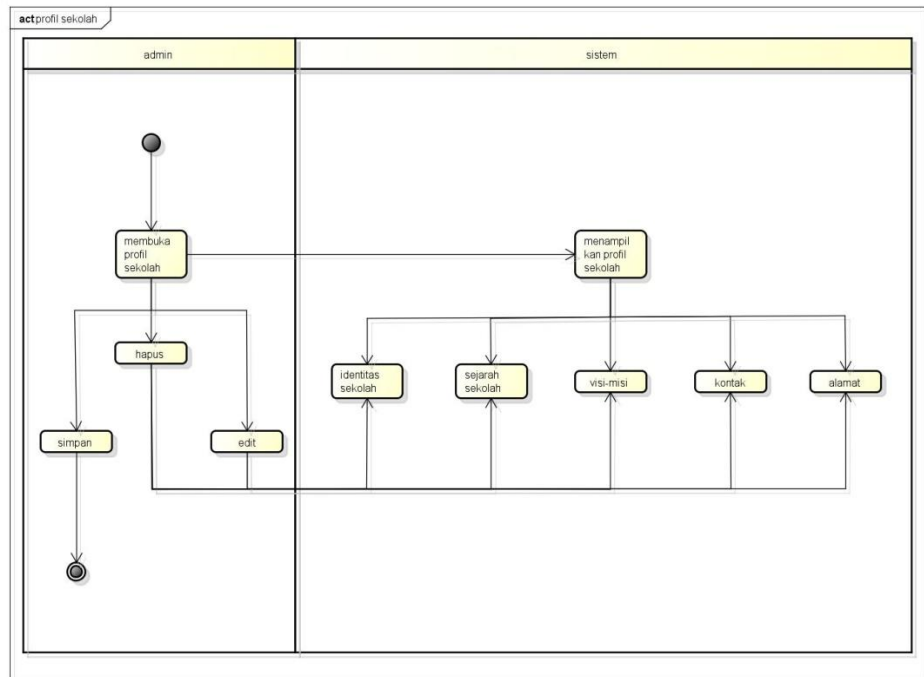 act profil sekolah
admin
sistem
membuka
profil
sekolah
menampil
kan profil
sekolah
hapus
identitas
sekolah
sejarah
sekolah
visi-misi
kontak
alamat
simpan
edit